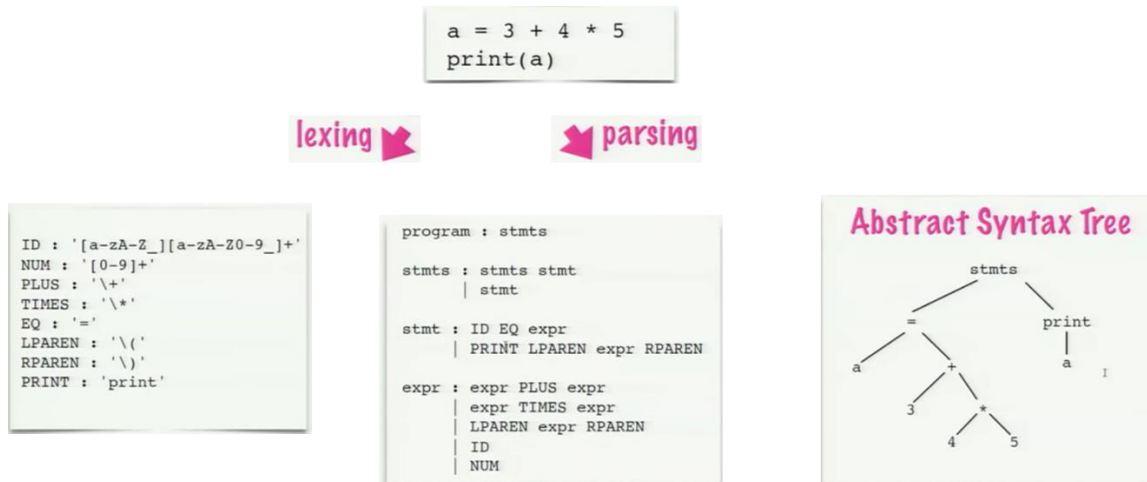 a = 3 + 4 * 5
print(a)
lexing
parsing
ID : '[a-zA-Z_][a-zA-Z0-9_]+'
NUM : '[0-9]+'
PLUS : '\+'
TIMES : '\*'
EQ : '='
LPAREN : '\('
RPAREN : '\)'
PRINT : 'print'
program : stmts
stmts : stmts stmt
| stmt
stmt : ID EQ expr
| PRINT LPAREN expr RPAREN
expr : expr PLUS expr
| expr TIMES expr
| LPAREN expr RPAREN
| ID
| NUM
Abstract Syntax Tree
stmts
= print
a + a
3 *
4 5